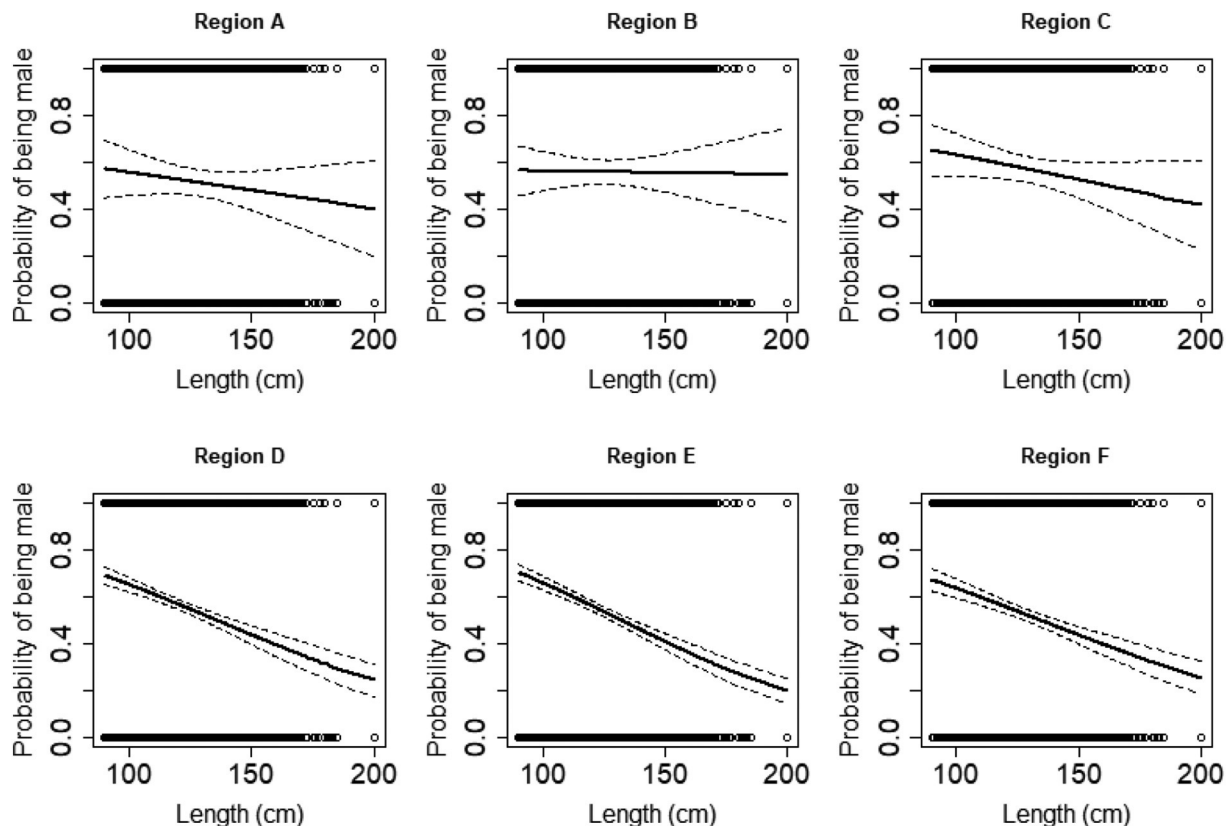 Region A
Region B
Region C
Probability of being male
0.0 0.4 0.8
100 150 200
Length (cm)
Probability of being male
0.0 0.4 0.8
100 150 200
Length (cm)
Probability of being male
0.0 0.4 0.8
100 150 200
Length (cm)
Region D
Region E
Region F
Probability of being male
0.0 0.4 0.8
100 150 200
Length (cm)
Probability of being male
0.0 0.4 0.8
100 150 200
Length (cm)
Probability of being male
0.0 0.4 0.8
100 150 200
Length (cm)